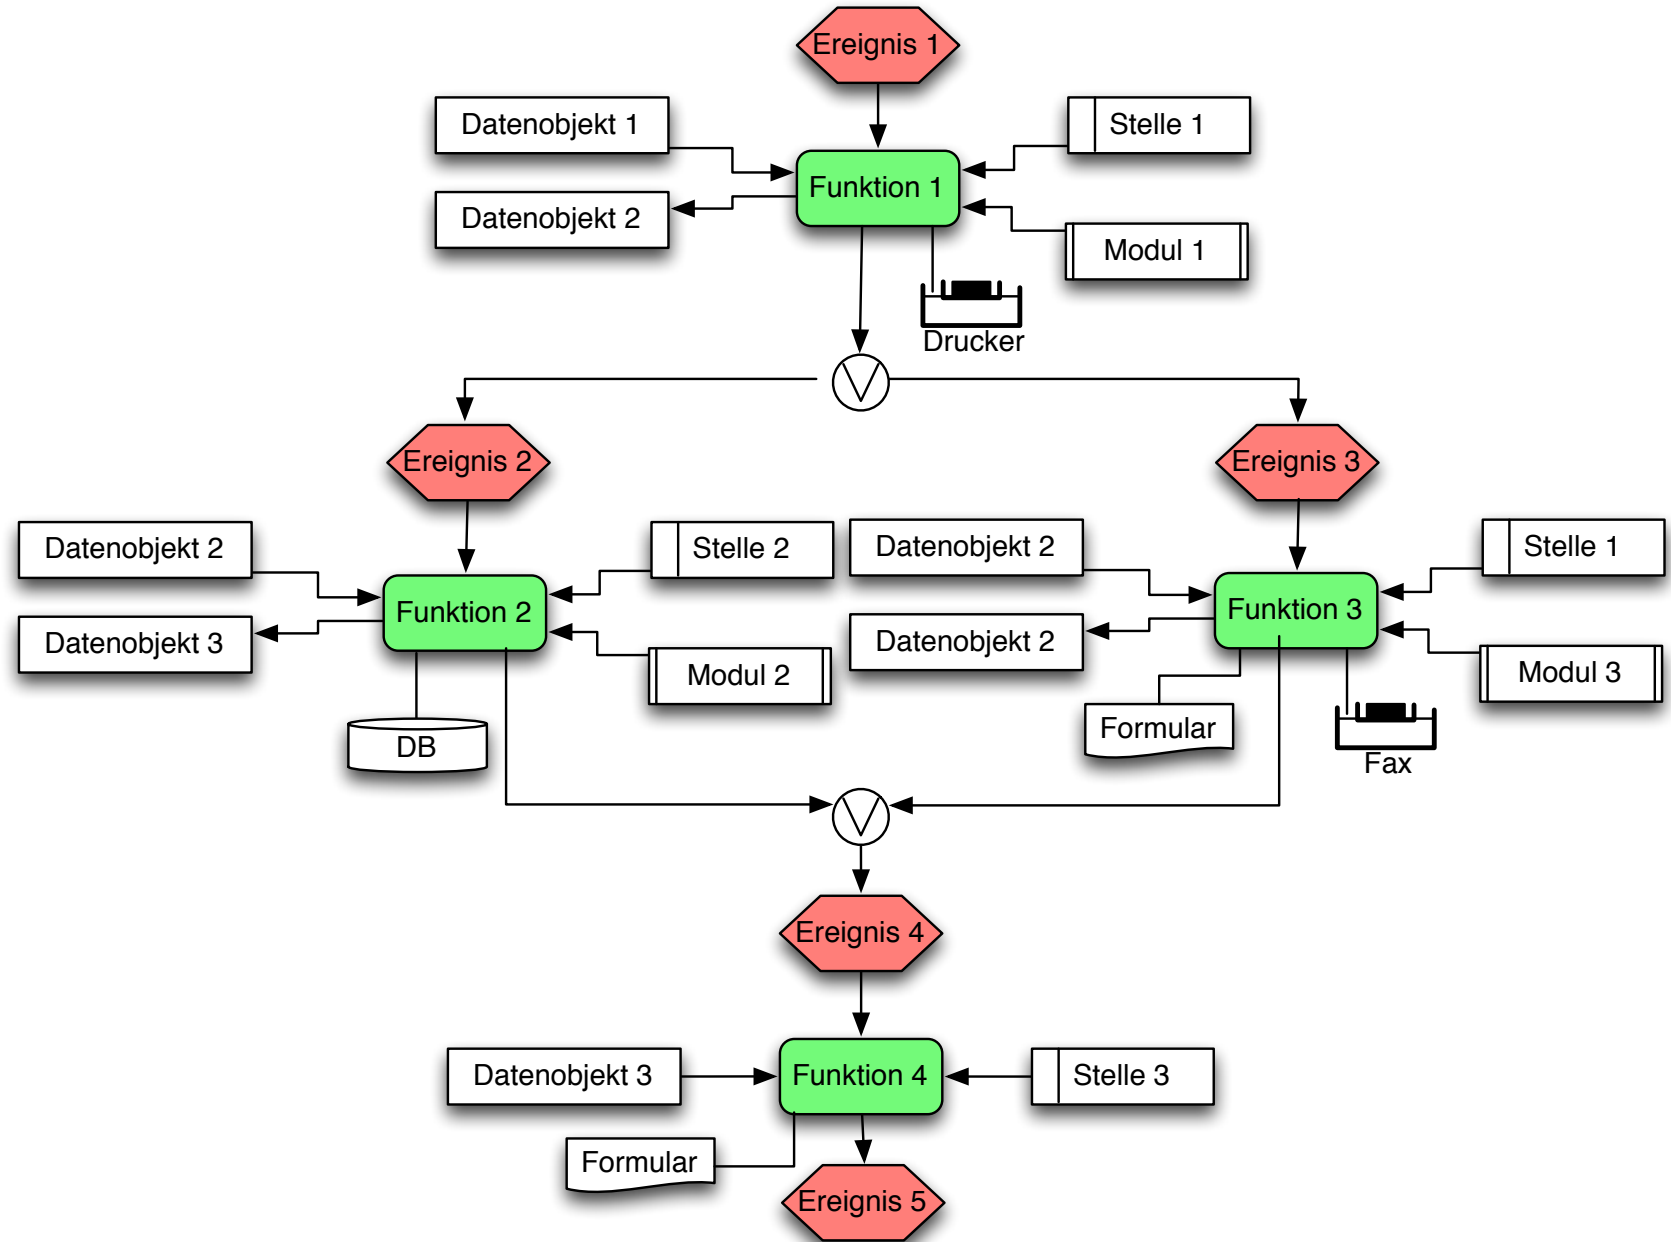 Ereignis 1
Datenobjekt 1
Stelle 1
Funktion 1
Datenobjekt 2
Modul 1
Drucker
Ereignis 2
Ereignis 3
Datenobjekt 2
Stelle 2
Datenobjekt 2
Stelle 1
Funktion 2
Funktion 3
Datenobjekt 3
Modul 2
Datenobjekt 2
Modul 3
DB
Formular
Fax
Ereignis 4
Datenobjekt 3
Funktion 4
Stelle 3
Formular
Ereignis 5